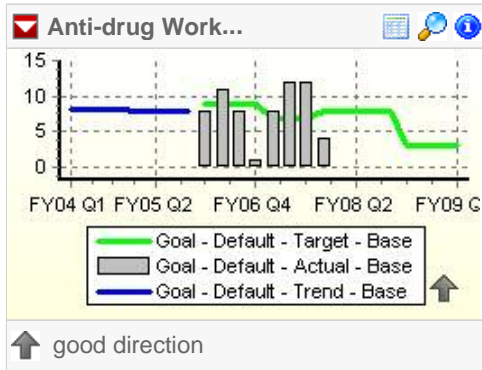 Anti-drug Work...
15
10
5
0
FY04 Q1 FY05 Q2 FY06 Q4 FY08 Q2 FY09 Q
Goal - Default - Target - Base
Goal - Default - Actual - Base
Goal - Default - Trend - Base
good direction